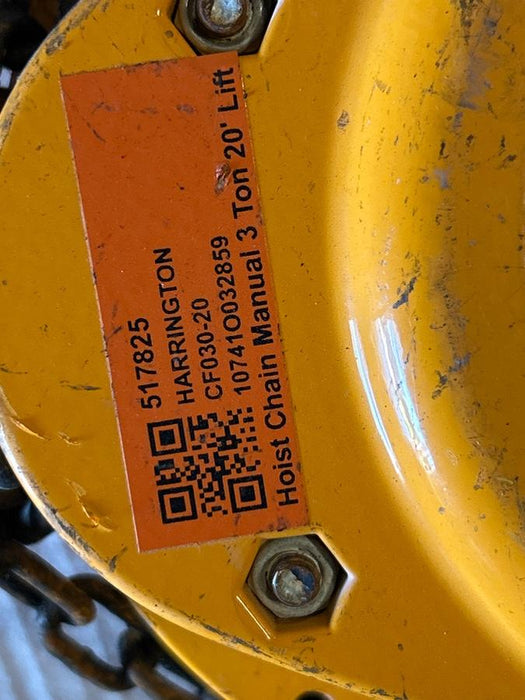 517825
HARRINGTON
CF030-20
10741O032859
Hoist Chain Manual 3 Ton 20' Lift